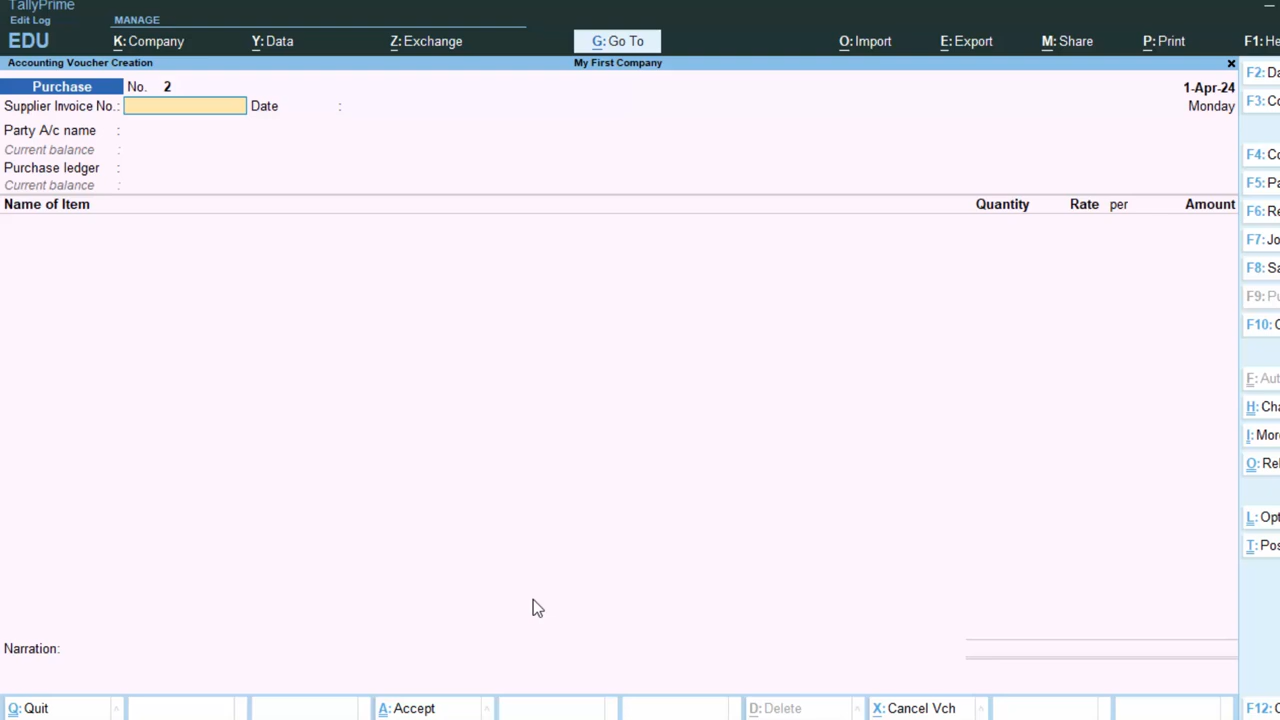 TallyPrime
Edit Log
MANAGE
EDU
K: Company
Y: Data
Z: Exchange
G: Go To
O: Import
E: Export
M: Share
P: Print
F1: He
Accounting Voucher Creation
My First Company
x
F2: Da
Purchase No. 2
1-Apr-24
F3: Co
Supplier Invoice No.: Date :
Monday
Party A/c name :
Current balance :
F4: Co
Purchase ledger :
Current balance :
F5: Pa
Name of Item Quantity Rate per Amount
F6: Re
F7: Jo
F8: Sa
F9: Pu
F10: C
F: Aut
H: Cha
I: Mor
O: Rel
L: Opt
T: Pos
Narration:
Q: Quit
A: Accept
D: Delete
X: Cancel Vch
F12: C